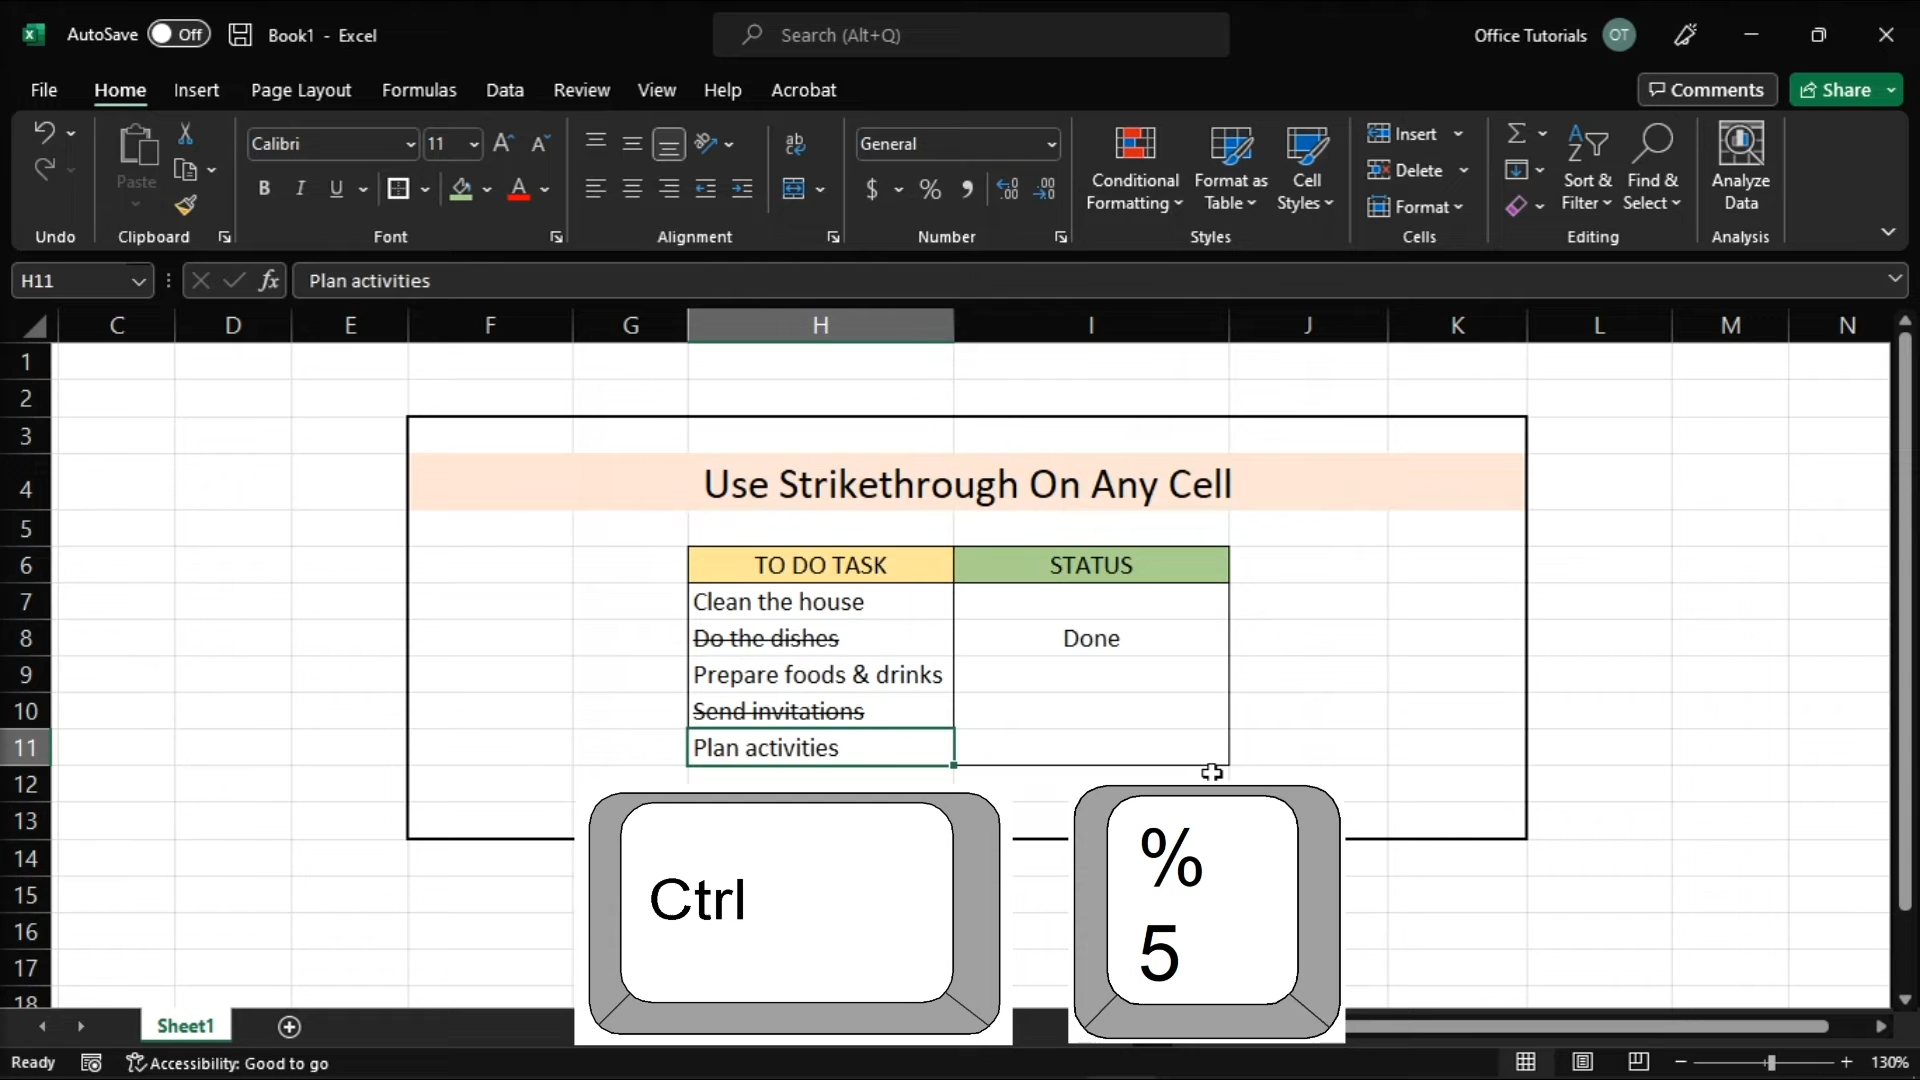 AutoSave Off Book1 - Excel Search (Alt+Q) Office Tutorials OT
File Home Insert Page Layout Formulas Data Review View Help Acrobat Comments Share
Paste Calibri 11 General Conditional Formatting Format as Table Cell Styles Insert Delete Format Sort & Filter Find & Select Analyze Data
B I U A ab $ % 9 .00
Undo Clipboard Font Alignment Number Styles Cells Editing Analysis
H11 fx Plan activities
C D E F G H I J K L M N
1
2
3
4 Use Strikethrough On Any Cell
5
6 TO DO TASK STATUS
7 Clean the house
8 Do the dishes Done
9 Prepare foods & drinks
10 Send invitations
11 Plan activities
12
13
14
15
16
17
18
Ctrl
%
5
Sheet1
Ready Accessibility: Good to go 130%